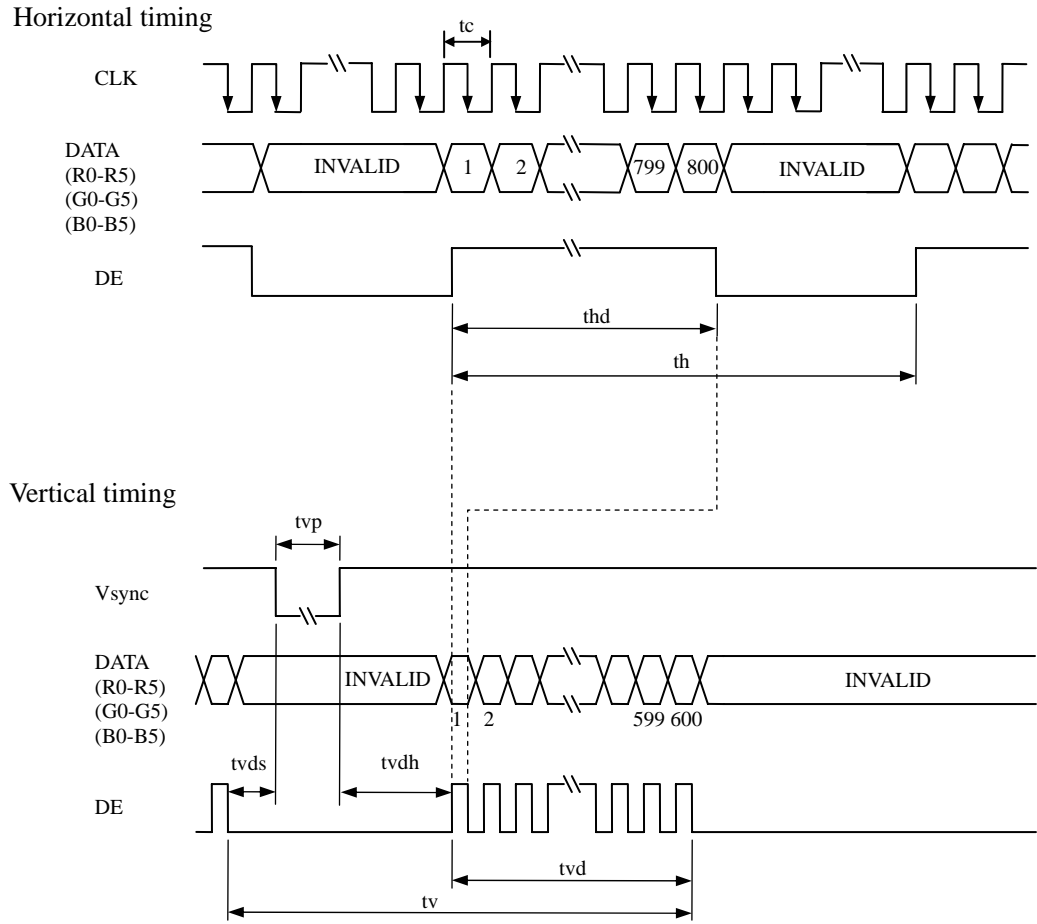 Horizontal timing
tc
CLK
DATA
(R0-R5)
(G0-G5)
(B0-B5)
INVALID 1 2 799 800 INVALID
DE
thd
th
Vertical timing
tvp
Vsync
DATA
(R0-R5)
(G0-G5)
(B0-B5)
INVALID INVALID
1 2 599 600
tvds tvdh
DE
tvd
tv